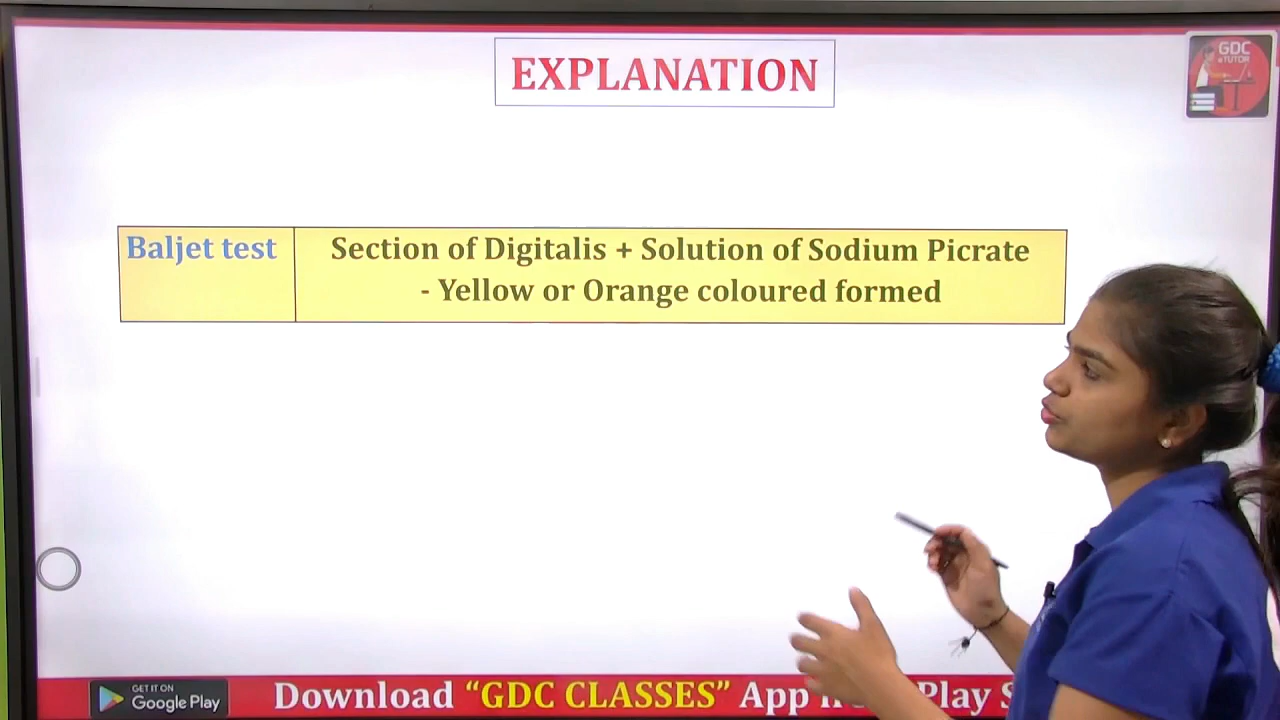 EXPLANATION
GDC
eTUTOR
Baljet test
Section of Digitalis + Solution of Sodium Picrate
- Yellow or Orange coloured formed
GET IT ON
Google Play
Download “GDC CLASSES” App Play